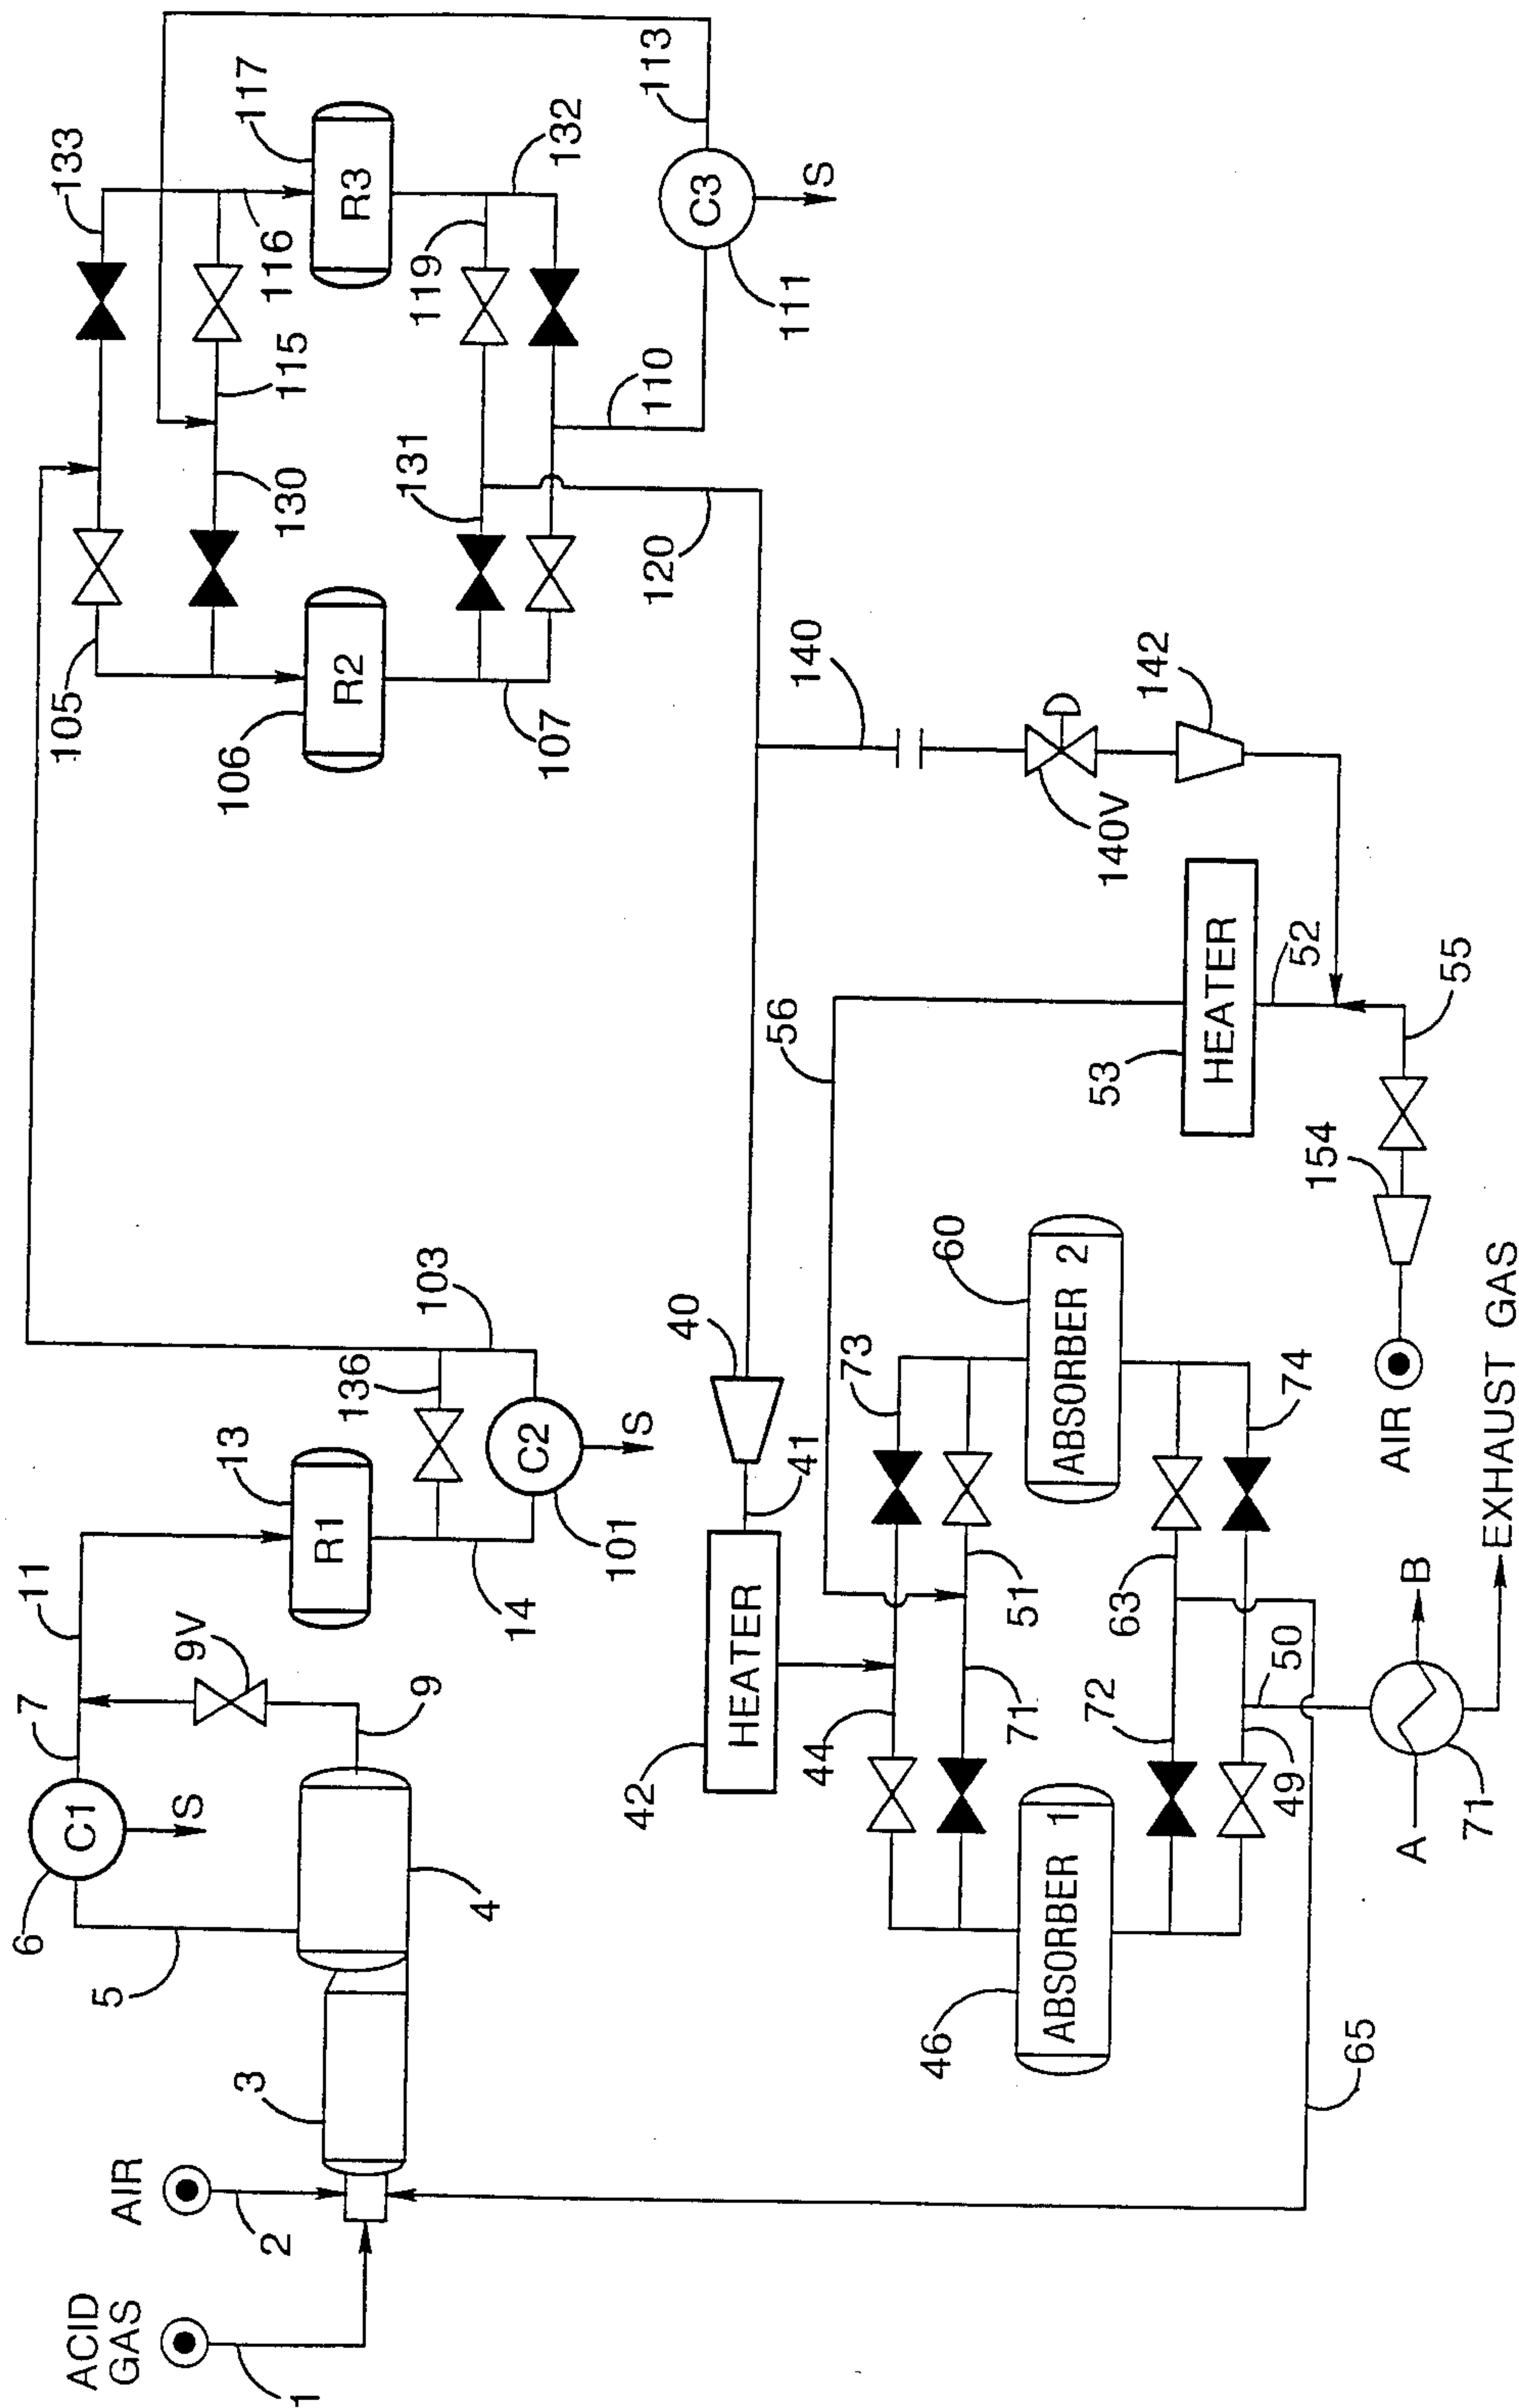 ACID
GAS
1
AIR
2
3
4
5
6
C1
S
7
9V
9
11
13
R1
14
136
103
C2
S
101
105
106
R2
107
133
130
115
116
117
R3
131
119
132
110
113
C3
S
111
120
140
140V
142
56
53
HEATER
52
55
154
AIR
40
41
42
HEATER
44
71
51
73
46
ABSORBER 1
60
ABSORBER 2
72
63
49
50
74
65
A
B
71
EXHAUST GAS